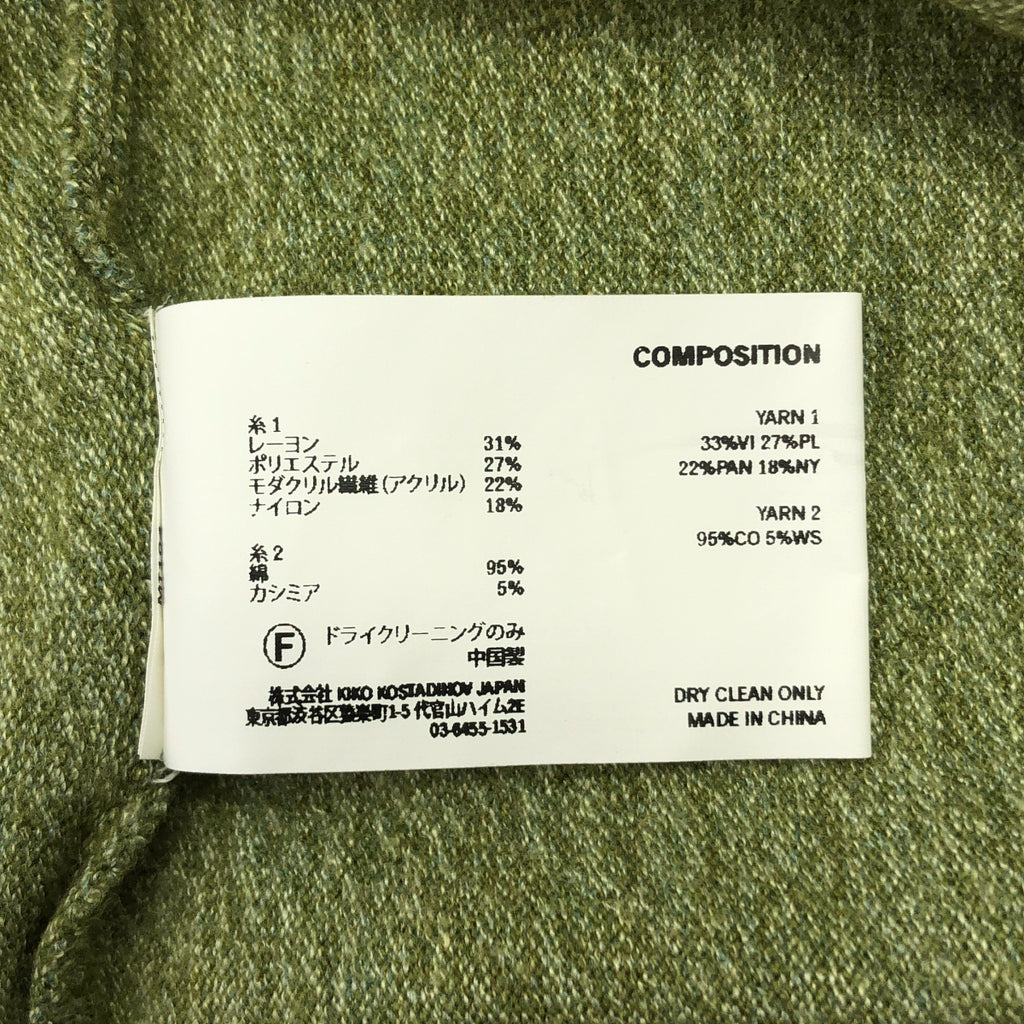 COMPOSITION
糸1
レーヨン 31%
ポリエステル 27%
モダクリル繊維(アクリル) 22%
ナイロン 18%
糸2
綿 95%
カシミア 5%
ドライクリーニングのみ
中国製
株式会社 KIKO KOSTADINOV JAPAN
東京都渋谷区鶯楽町1-5 代官山ハイム2E
03-6455-1531
YARN 1
33%VI 27%PL
22%PAN 18%NY
YARN 2
95%CO 5%WS
DRY CLEAN ONLY
MADE IN CHINA
F